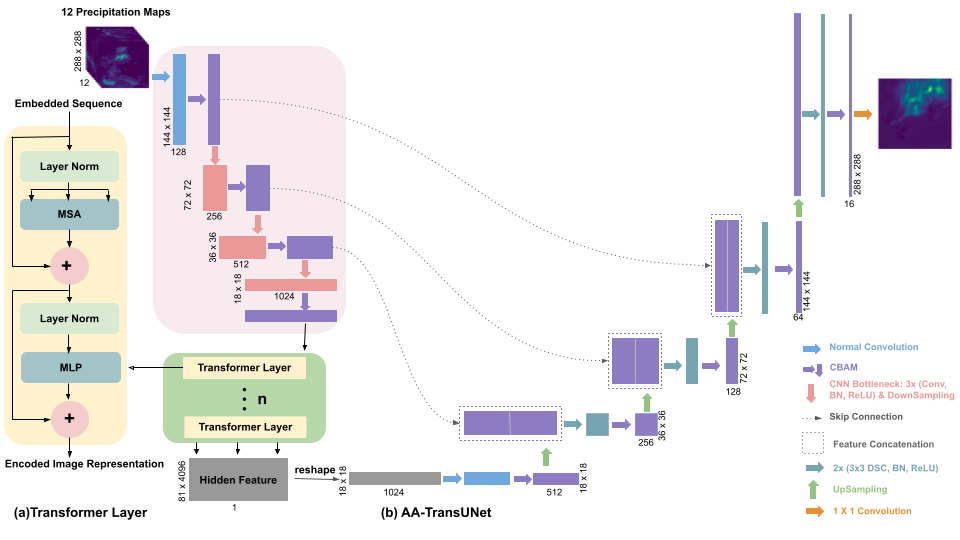 12 Precipitation Maps
288 x 288
12
Embedded Sequence
Layer Norm
MSA
+
Layer Norm
MLP
+
Encoded Image Representation
(a)Transformer Layer
144 x 144
128
72 x 72
256
36 x 36
512
18 x 18
1024
Transformer Layer
n
Transformer Layer
81 x 4096
Hidden Feature
1
reshape
18 x 18
1024
512
18 x 18
(b) AA-TransUNet
256
36 x 36
128
72 x 72
64
144 x 144
16
288 x 288
Normal Convolution
CBAM
CNN Bottleneck: 3x (Conv,
BN, ReLU) & DownSampling
Skip Connection
Feature Concatenation
2x (3x3 DSC, BN, ReLU)
UpSampling
1 X 1 Convolution